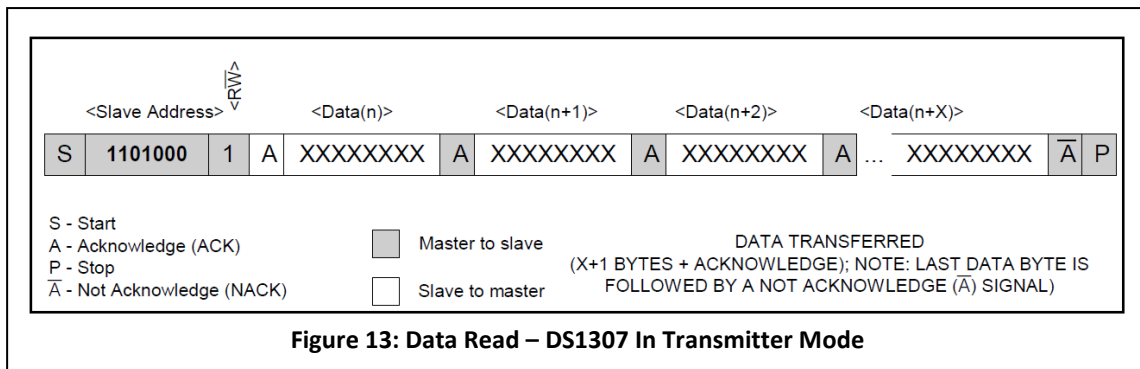 <RW̅>
<Slave Address> <Data(n)> <Data(n+1)> <Data(n+2)> <Data(n+X)>
S 1101000 1 A XXXXXXXX A XXXXXXXX A XXXXXXXX A ... XXXXXXXX A̅ P
S - Start
A - Acknowledge (ACK)
P - Stop
A̅ - Not Acknowledge (NACK)
Master to slave
Slave to master
DATA TRANSFERRED
(X+1 BYTES + ACKNOWLEDGE); NOTE: LAST DATA BYTE IS
FOLLOWED BY A NOT ACKNOWLEDGE (A̅) SIGNAL)
Figure 13: Data Read – DS1307 In Transmitter Mode